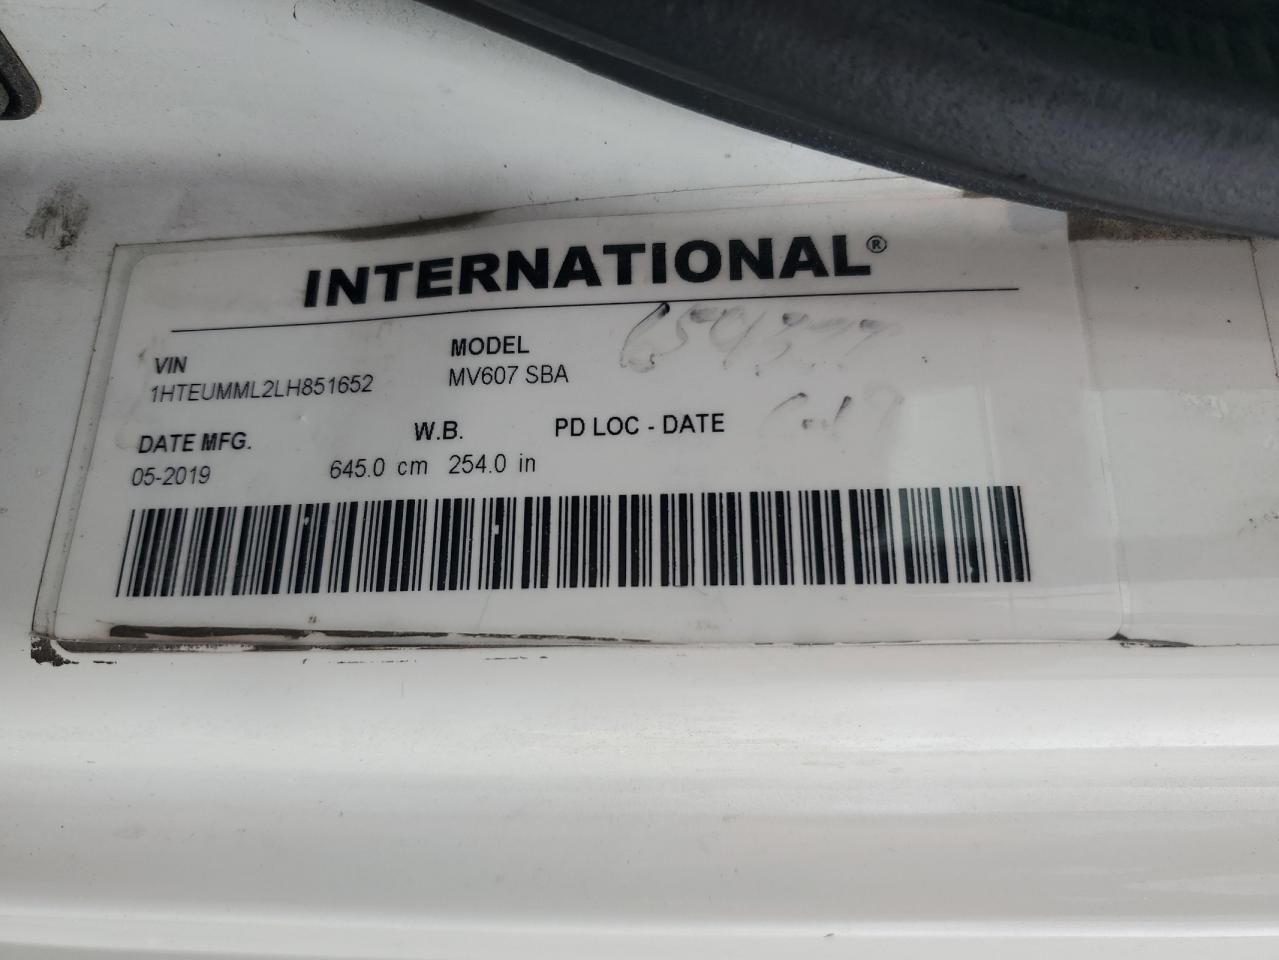 INTERNATIONAL®
VIN
1HTEUMML2LH851652
MODEL
MV607 SBA
DATE MFG.
05-2019
W.B.
645.0 cm 254.0 in
PD LOC - DATE